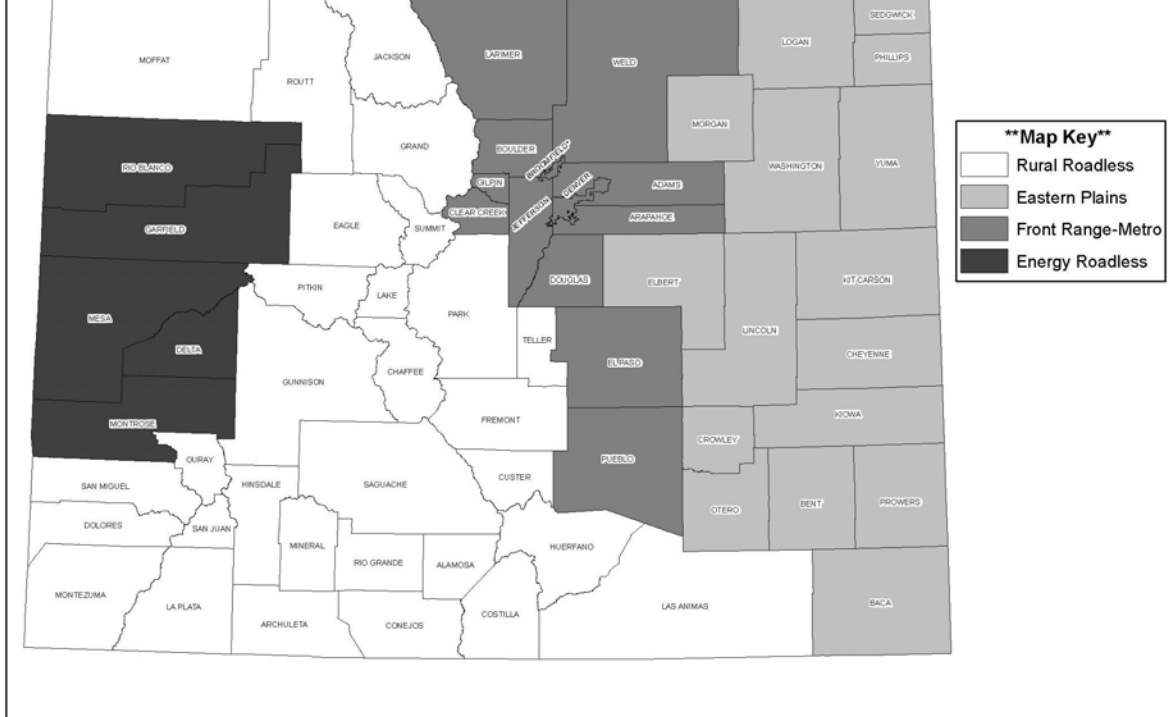 SEDGWICK
LOGAN
LARIMER
JACKSON
MOFFAT
WELD
PHILLIPS
ROUTT
MORGAN
**Map Key**
GRAND
BOULDER
BROOMFIELD
RIO BLANCO
WASHINGTON
YUMA
Rural Roadless
GILPIN
DENVER
ADAMS
Eastern Plains
CLEAR CREEK
JEFFERSON
ARAPAHOE
GARFIELD
EAGLE
SUMMIT
Front Range-Metro
Energy Roadless
PITKIN
LAKE
DOUGLAS
ELBERT
KIT CARSON
MESA
PARK
LINCOLN
TELLER
DELTA
CHEYENNE
EL PASO
CHAFFEE
GUNNISON
KIOWA
MONTROSE
FREMONT
CROWLEY
OURAY
PUEBLO
SAN MIGUEL
HINSDALE
SAGUACHE
CUSTER
BENT
PROWERS
OTERO
DOLORES
SAN JUAN
MINERAL
HUERFANO
RIO GRANDE
ALAMOSA
MONTEZUMA
LA PLATA
LAS ANIMAS
BACA
COSTILLA
ARCHULETA
CONEJOS